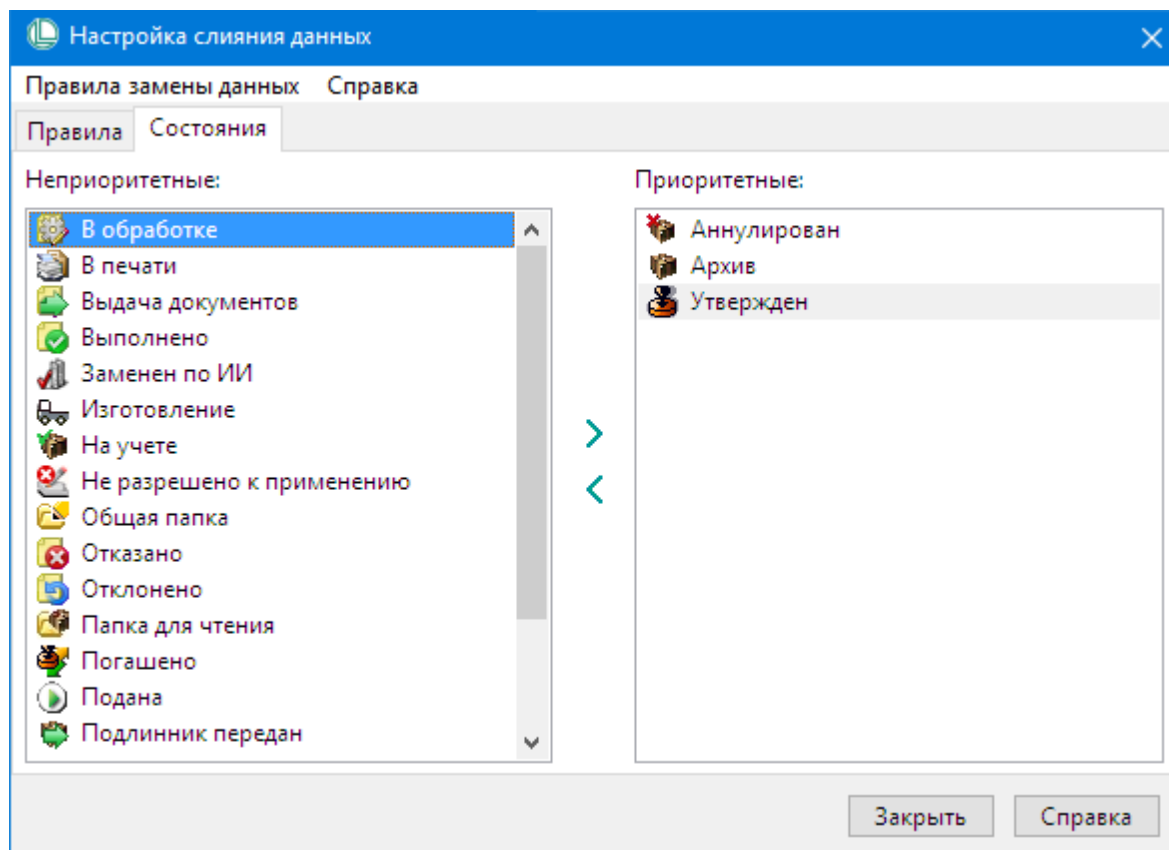 Настройка слияния данных
Правила замены данных Справка
Правила Состояния
Неприоритетные:
В обработке
В печати
Выдача документов
Выполнено
Заменен по ИИ
Изготовление
На учете
Не разрешено к применению
Общая папка
Отказано
Отклонено
Папка для чтения
Погашено
Подана
Подлинник передан
Приоритетные:
Аннулирован
Архив
Утвержден
Закрыть Справка